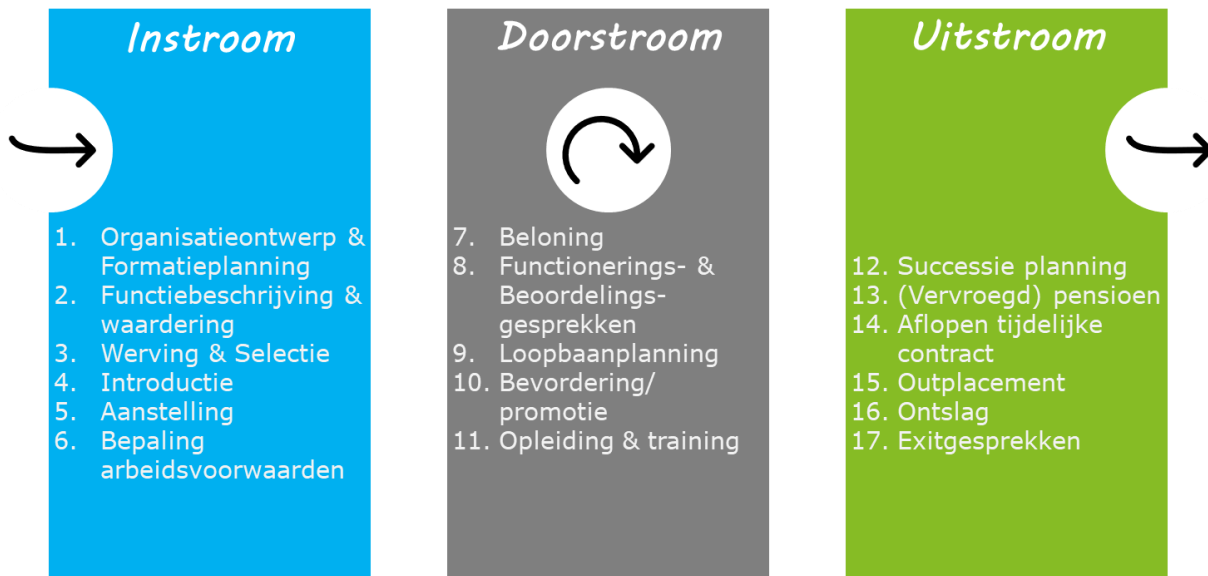 Instroom
1. Organisatieontwerp &
Formatieplanning
2. Functiebeschrijving &
waardering
3. Werving & Selectie
4. Introductie
5. Aanstelling
6. Bepaling
arbeidsvoorwaarden
Doorstroom
7. Beloning
8. Functionerings- &
Beoordelings-
gesprekken
9. Loopbaanplanning
10. Bevordering/
promotie
11. Opleiding & training
Uitstroom
12. Successie planning
13. (Vervroegd) pensioen
14. Aflopen tijdelijke
contract
15. Outplacement
16. Ontslag
17. Exitgesprekken